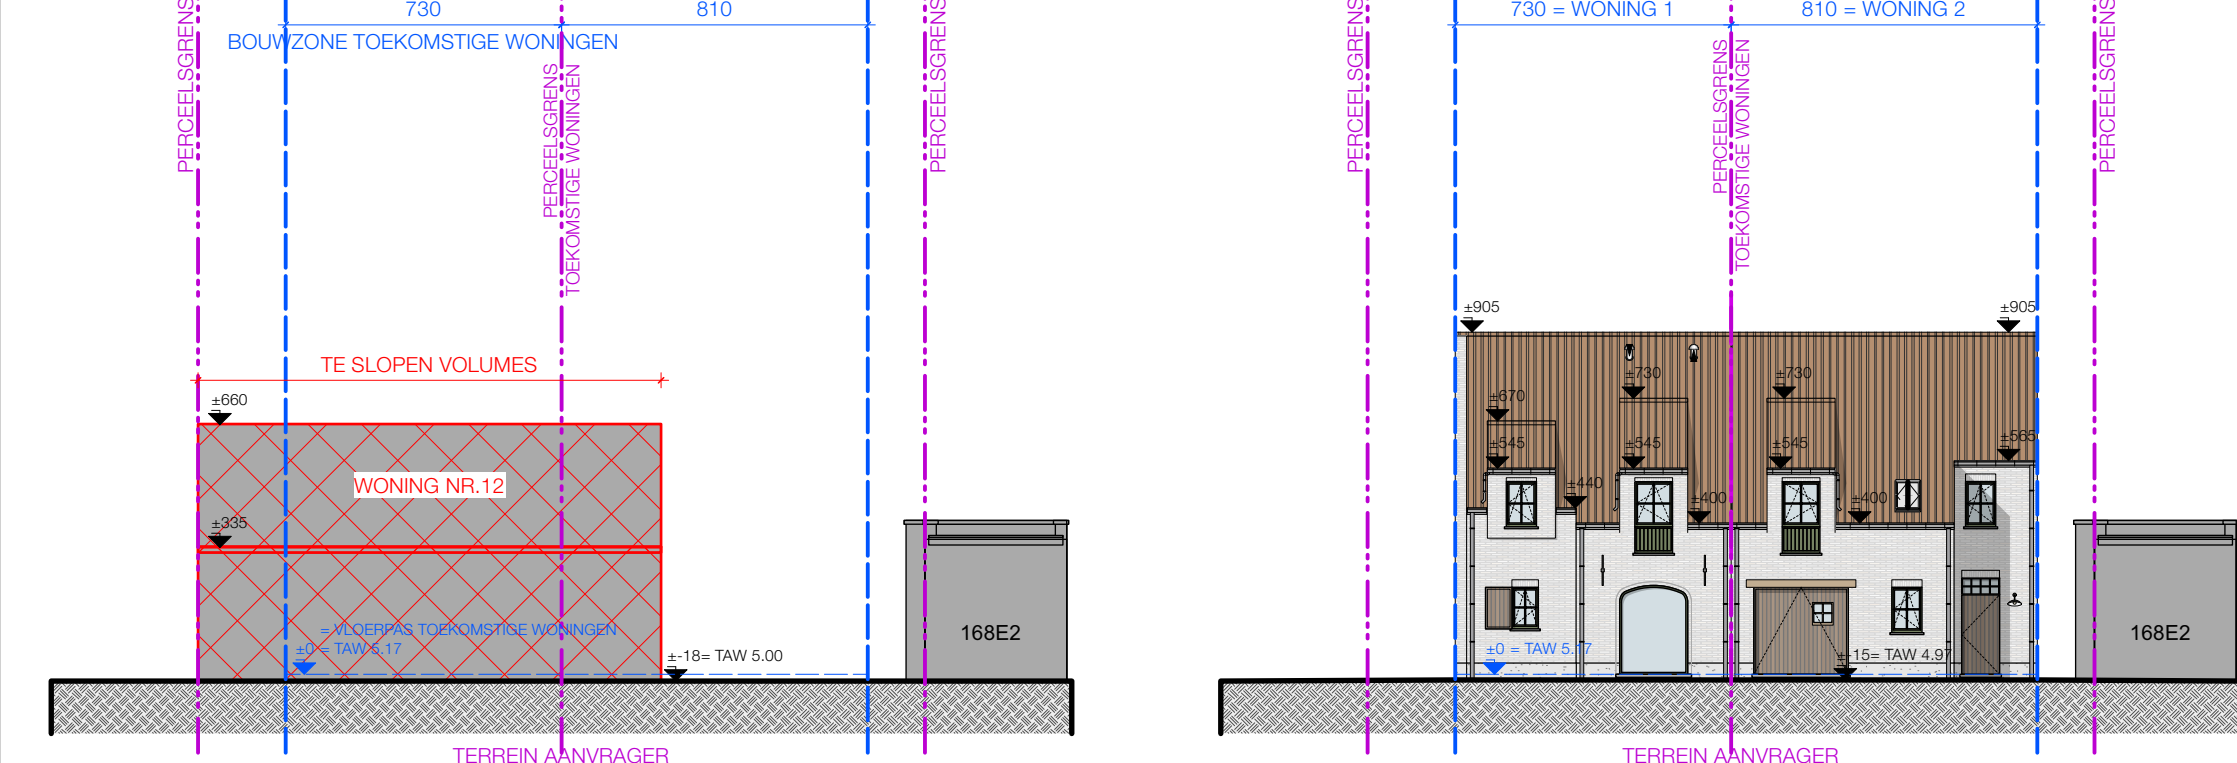 730
810
BOUWZONE TOEKOMSTIGE WONINGEN
PERCEELSGRENS
PERCEELSGRENS
TOEKOMSTIGE WONINGEN
PERCEELSGRENS
TE SLOPEN VOLUMES
±660
WONING NR.12
±335
= VLOERPAS TOEKOMSTIGE WONINGEN
±0 = TAW 5.17
±-18= TAW 5.00
168E2
TERREIN AANVRAGER
730 = WONING 1
810 = WONING 2
PERCEELSGRENS
PERCEELSGRENS
TOEKOMSTIGE WONINGEN
PERCEELSGRENS
±905
±905
±730
±730
±670
±545
±545
±545
±565
±440
±400
±400
±0 = TAW 5.17
±-15= TAW 4.97
168E2
TERREIN AANVRAGER